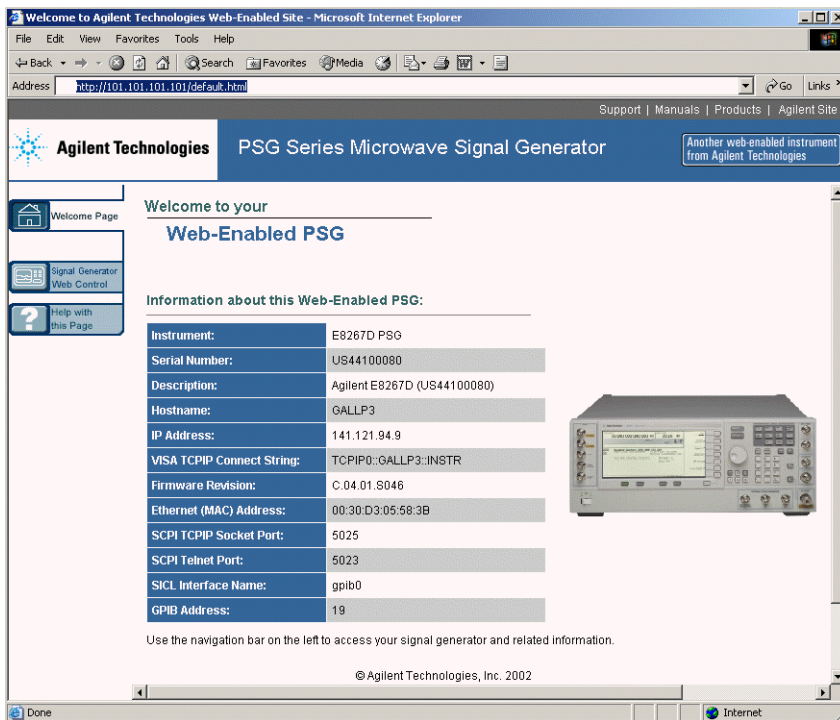 Welcome to Agilent Technologies Web-Enabled Site - Microsoft Internet Explorer
File Edit View Favorites Tools Help
Back Search Favorites Media
Address http://101.101.101.101/default.html Go Links
Support | Manuals | Products | Agilent Site
Agilent Technologies PSG Series Microwave Signal Generator
Another web-enabled instrument
from Agilent Technologies
Welcome Page
Signal Generator
Web Control
Help with
this Page
Welcome to your
Web-Enabled PSG
Information about this Web-Enabled PSG:
Instrument: E8267D PSG
Serial Number: US44100080
Description: Agilent E8267D (US44100080)
Hostname: GALLP3
IP Address: 141.121.94.9
VISA TCPIP Connect String: TCPIP0::GALLP3::INSTR
Firmware Revision: C.04.01.S046
Ethernet (MAC) Address: 00:30:D3:05:58:3B
SCPI TCPIP Socket Port: 5025
SCPI Telnet Port: 5023
SICL Interface Name: gpib0
GPIB Address: 19
Use the navigation bar on the left to access your signal generator and related information.
© Agilent Technologies, Inc. 2002
Done Internet